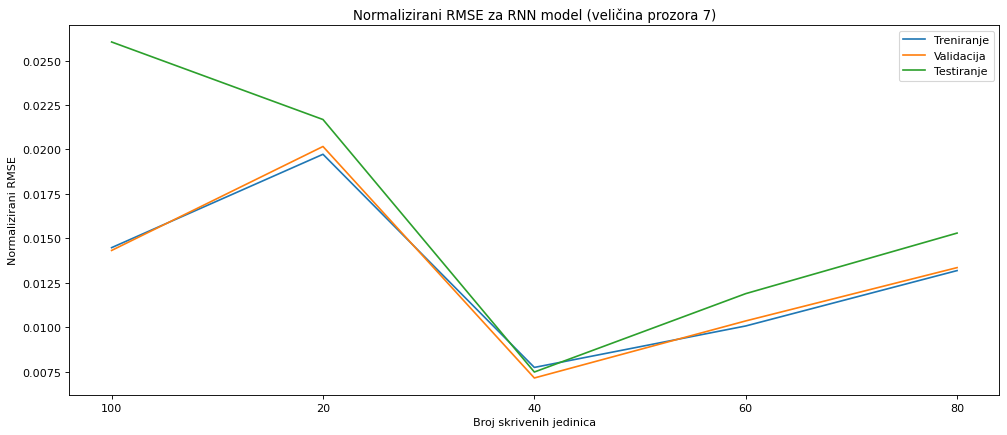 Normalizirani RMSE za RNN model (veličina prozora 7)
Treniranje
Validacija
Testiranje
Normalizirani RMSE
0.0250
0.0225
0.0200
0.0175
0.0150
0.0125
0.0100
0.0075
100 20 40 60 80
Broj skrivenih jedinica